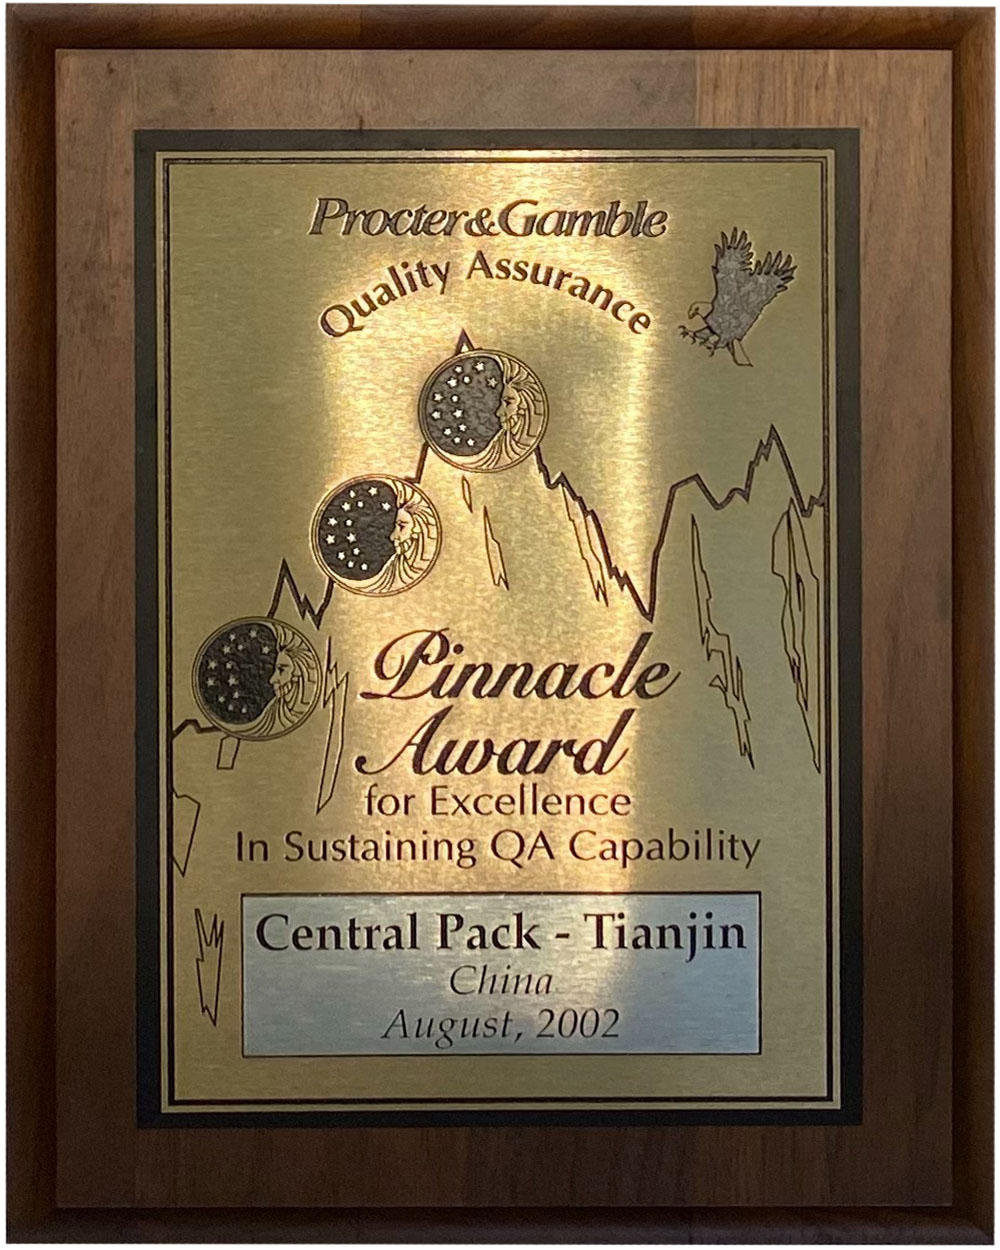 Procter&Gamble
Quality Assurance
Pinnacle
Award
for Excellence
In Sustaining QA Capability
Central Pack - Tianjin
China
August, 2002